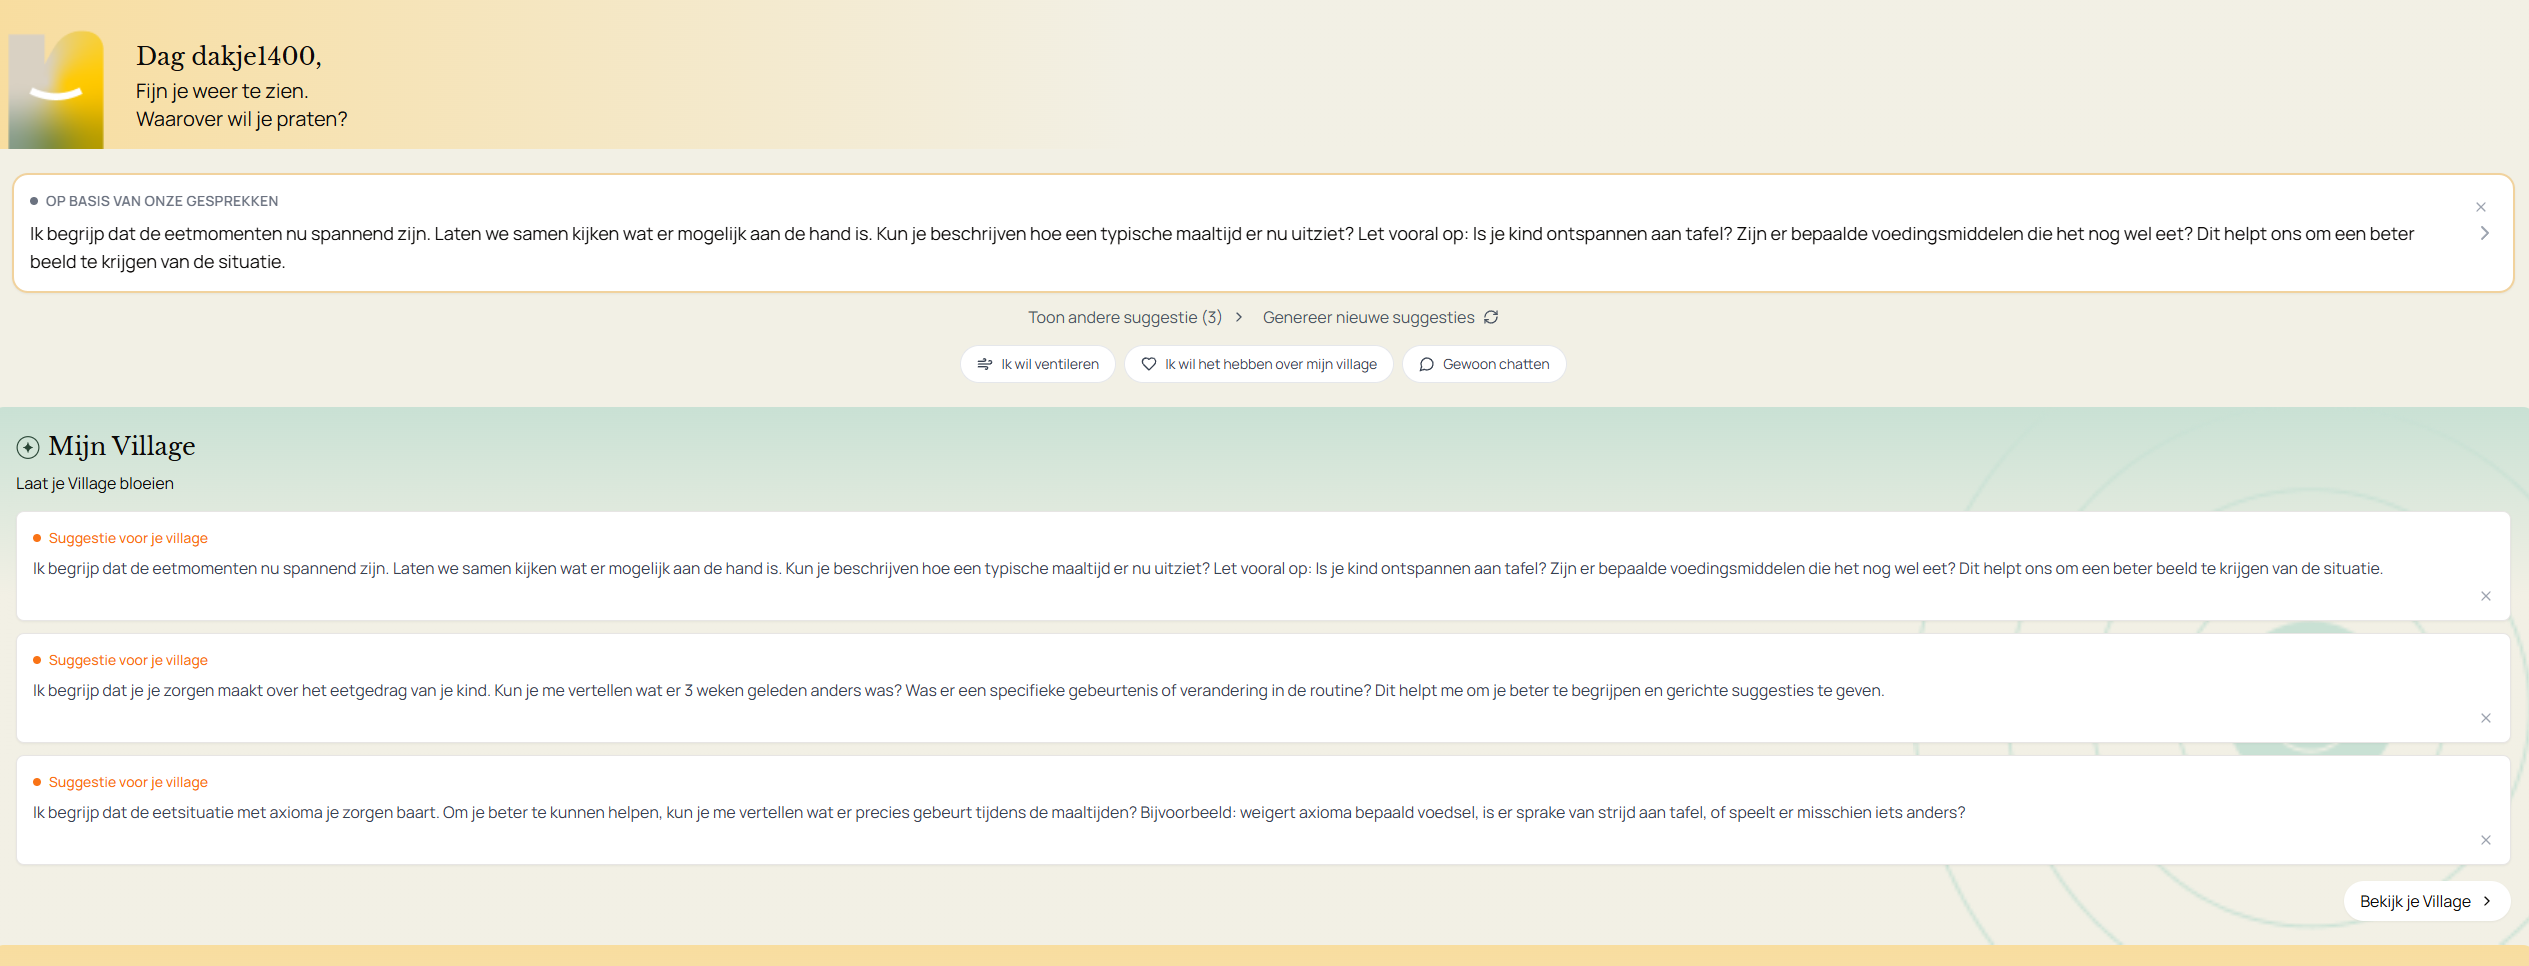 Dag dakje1400,
Fijn je weer te zien.
Waarover wil je praten?
OP BASIS VAN ONZE GESPREKKEN
Ik begrijp dat de eetmomenten nu spannend zijn. Laten we samen kijken wat er mogelijk aan de hand is. Kun je beschrijven hoe een typische maaltijd er nu uitziet? Let vooral op: Is je kind ontspannen aan tafel? Zijn er bepaalde voedingsmiddelen die het nog wel eet? Dit helpt ons om een beter
beeld te krijgen van de situatie.
Toon andere suggestie (3) Genereer nieuwe suggesties
Ik wil ventileren Ik wil het hebben over mijn village Gewoon chatten
Mijn Village
Laat je Village bloeien
Suggestie voor je village
Ik begrijp dat de eetmomenten nu spannend zijn. Laten we samen kijken wat er mogelijk aan de hand is. Kun je beschrijven hoe een typische maaltijd er nu uitziet? Let vooral op: Is je kind ontspannen aan tafel? Zijn er bepaalde voedingsmiddelen die het nog wel eet? Dit helpt ons om een beter beeld te krijgen van de situatie.
Suggestie voor je village
Ik begrijp dat je je zorgen maakt over het eetgedrag van je kind. Kun je me vertellen wat er 3 weken geleden anders was? Was er een specifieke gebeurtenis of verandering in de routine? Dit helpt me om je beter te begrijpen en gerichte suggesties te geven.
Suggestie voor je village
Ik begrijp dat de eetsituatie met axioma je zorgen baart. Om je beter te kunnen helpen, kun je me vertellen wat er precies gebeurt tijdens de maaltijden? Bijvoorbeeld: weigert axioma bepaald voedsel, is er sprake van strijd aan tafel, of speelt er misschien iets anders?
Bekijk je Village